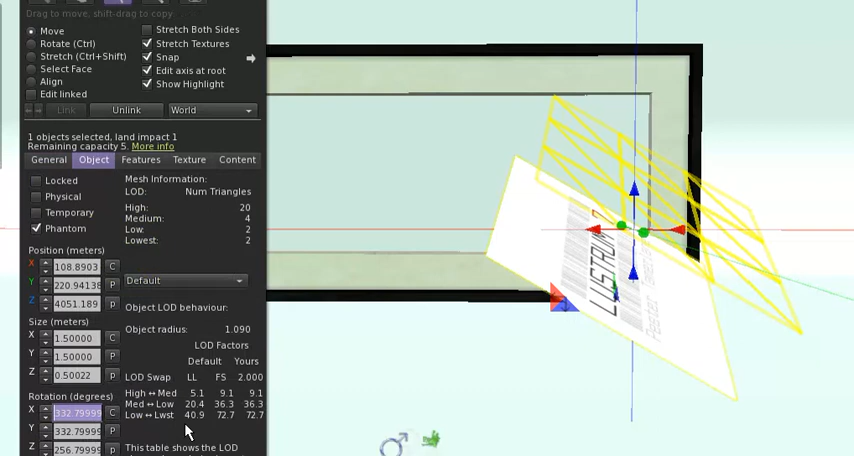 Drag to move, shift-drag to copy.
Move
Rotate (Ctrl)
Stretch (Ctrl+Shift)
Select Face
Align
Edit linked
Stretch Both Sides
Stretch Textures
Snap
Edit axis at root
Show Highlight
Link
Unlink
World
1 objects selected, land impact 1
Remaining capacity 5. More info
General
Object
Features
Texture
Content
Locked
Physical
Temporary
Phantom
Position (meters)
X 108.8903 C
Y 220.94138 p
Z 4051.189 p
Size (meters)
X 1.50000 C
Y 1.50000 P
Z 0.50022 P
Rotation (degrees)
X 332.79999 C
Y 332.79999 P
Z 256.79999 P
Mesh Information:
LOD: Num Triangles
High: 20
Medium: 4
Low: 2
Lowest: 2
Default
Object LOD behaviour:
Object radius: 1.090
LOD Factors
Default Yours
LOD Swap LL FS 2.000
High ↔ Med 5.1 9.1 9.1
Med ↔ Low 20.4 36.3 36.3
Low ↔ Lwst 40.9 72.7 72.7
This table shows the LOD